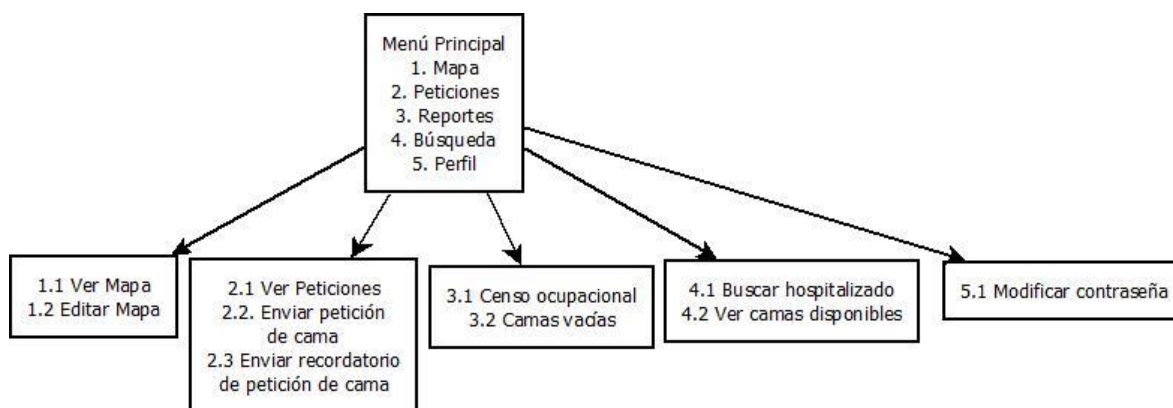 Menú Principal
1. Mapa
2. Peticiones
3. Reportes
4. Búsqueda
5. Perfil
1.1 Ver Mapa
1.2 Editar Mapa
2.1 Ver Peticiones
2.2. Enviar petición
de cama
2.3 Enviar recordatorio
de petición de cama
3.1 Censo ocupacional
3.2 Camas vacías
4.1 Buscar hospitalizado
4.2 Ver camas disponibles
5.1 Modificar contraseña